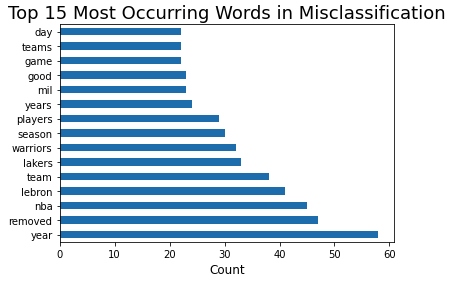 Top 15 Most Occurring Words in Misclassification
day
teams
game
good
mil
years
players
season
warriors
lakers
team
lebron
nba
removed
year
0 10 20 30 40 50 60
Count